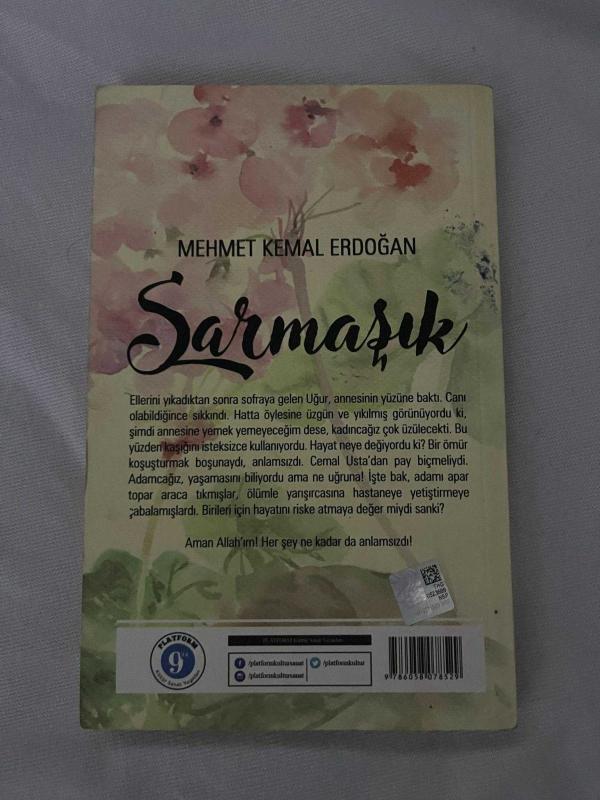 MEHMET KEMAL ERDOĞAN
Sarmaşık
Ellerini yıkadıktan sonra sofraya gelen Uğur, annesinin yüzüne baktı. Canı
olabildiğince sıkkındı. Hatta öylesine üzgün ve yıkılmış görünüyordu ki,
şimdi annesine yemek yemeyeceğim dese, kadıncağız çok üzülecekti. Bu
yüzden kaşığını isteksizce kullanıyordu. Hayat neye değiyordu ki? Bir ömür
koşuşturmak boşunaydı, anlamsızdı. Cemal Usta'dan pay biçmeliydi.
Adamcağız, yaşamasını biliyordu ama ne uğruna! İşte bak, adamı apar
topar araca tıkmışlar, ölümle yarışırcasına hastaneye yetiştirmeye
çabalamışlardı. Birileri için hayatını riske atmaya değer miydi sanki?
Aman Allah'ım! Her şey ne kadar da anlamsızdı!
PLATFORM
9
/platformkultursanat
/platformkultur
/platformkultursanat
9 786058 078529